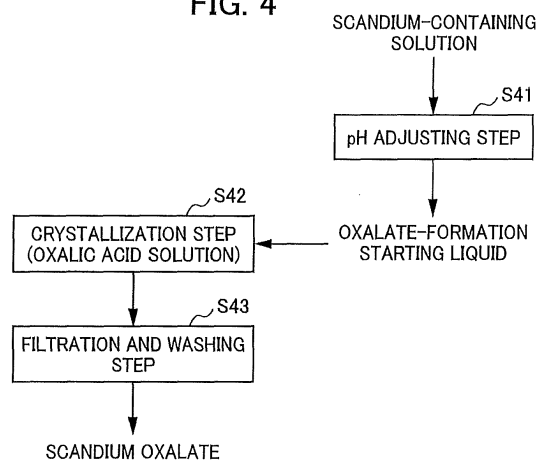 FIG. 4
SCANDIUM-CONTAINING
SOLUTION
S41
pH ADJUSTING STEP
OXALATE-FORMATION
STARTING LIQUID
S42
CRYSTALLIZATION STEP
(OXALIC ACID SOLUTION)
S43
FILTRATION AND WASHING
STEP
SCANDIUM OXALATE